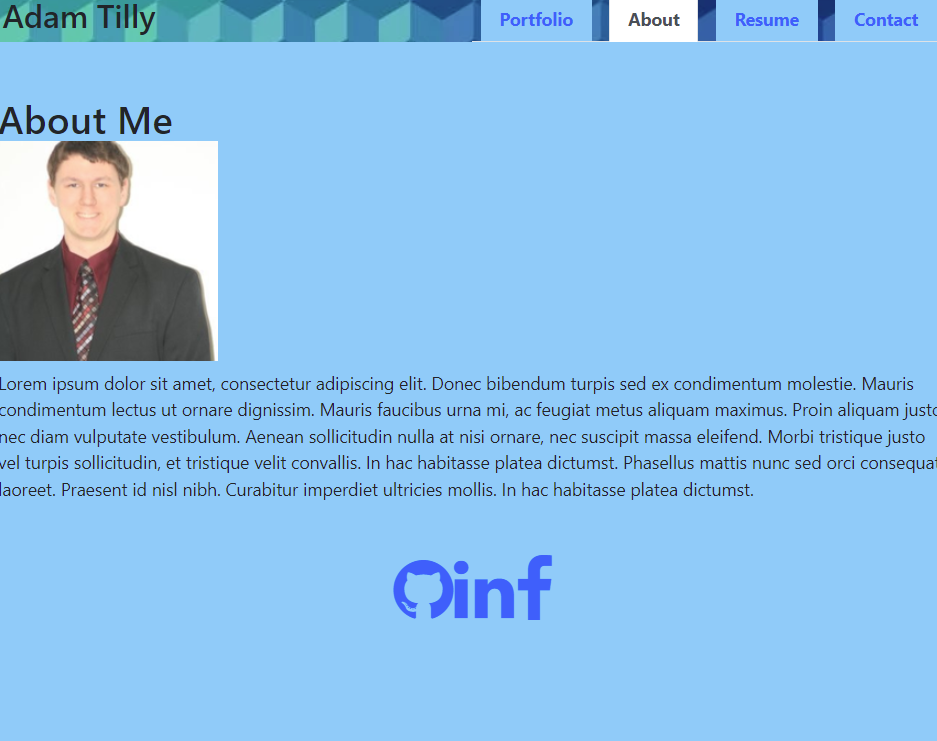 Adam Tilly
Portfolio
About
Resume
Contact
About Me
Lorem ipsum dolor sit amet, consectetur adipiscing elit. Donec bibendum turpis sed ex condimentum molestie. Mauris
condimentum lectus ut ornare dignissim. Mauris faucibus urna mi, ac feugiat metus aliquam maximus. Proin aliquam justo
nec diam vulputate vestibulum. Aenean sollicitudin nulla at nisi ornare, nec suscipit massa eleifend. Morbi tristique justo
vel turpis sollicitudin, et tristique velit convallis. In hac habitasse platea dictumst. Phasellus mattis nunc sed orci consequat
laoreet. Praesent id nisl nibh. Curabitur imperdiet ultricies mollis. In hac habitasse platea dictumst.
in f